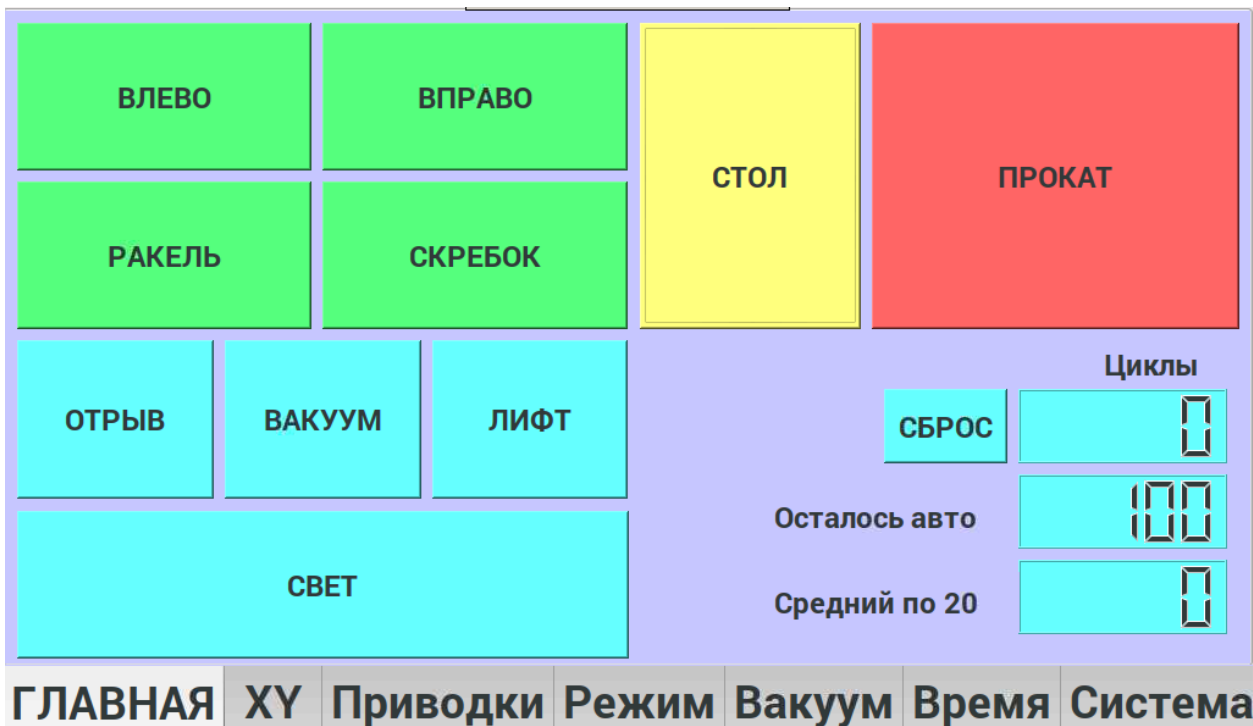 ВЛЕВО
ВПРАВО
СТОЛ
ПРОКАТ
РАКЕЛЬ
СКРЕБОК
ОТРЫВ
ВАКУУМ
ЛИФТ
Циклы
СБРОС
0
Осталось авто
100
Средний по 20
0
СВЕТ
ГЛАВНАЯ
XY
Приводки
Режим
Вакуум
Время
Система